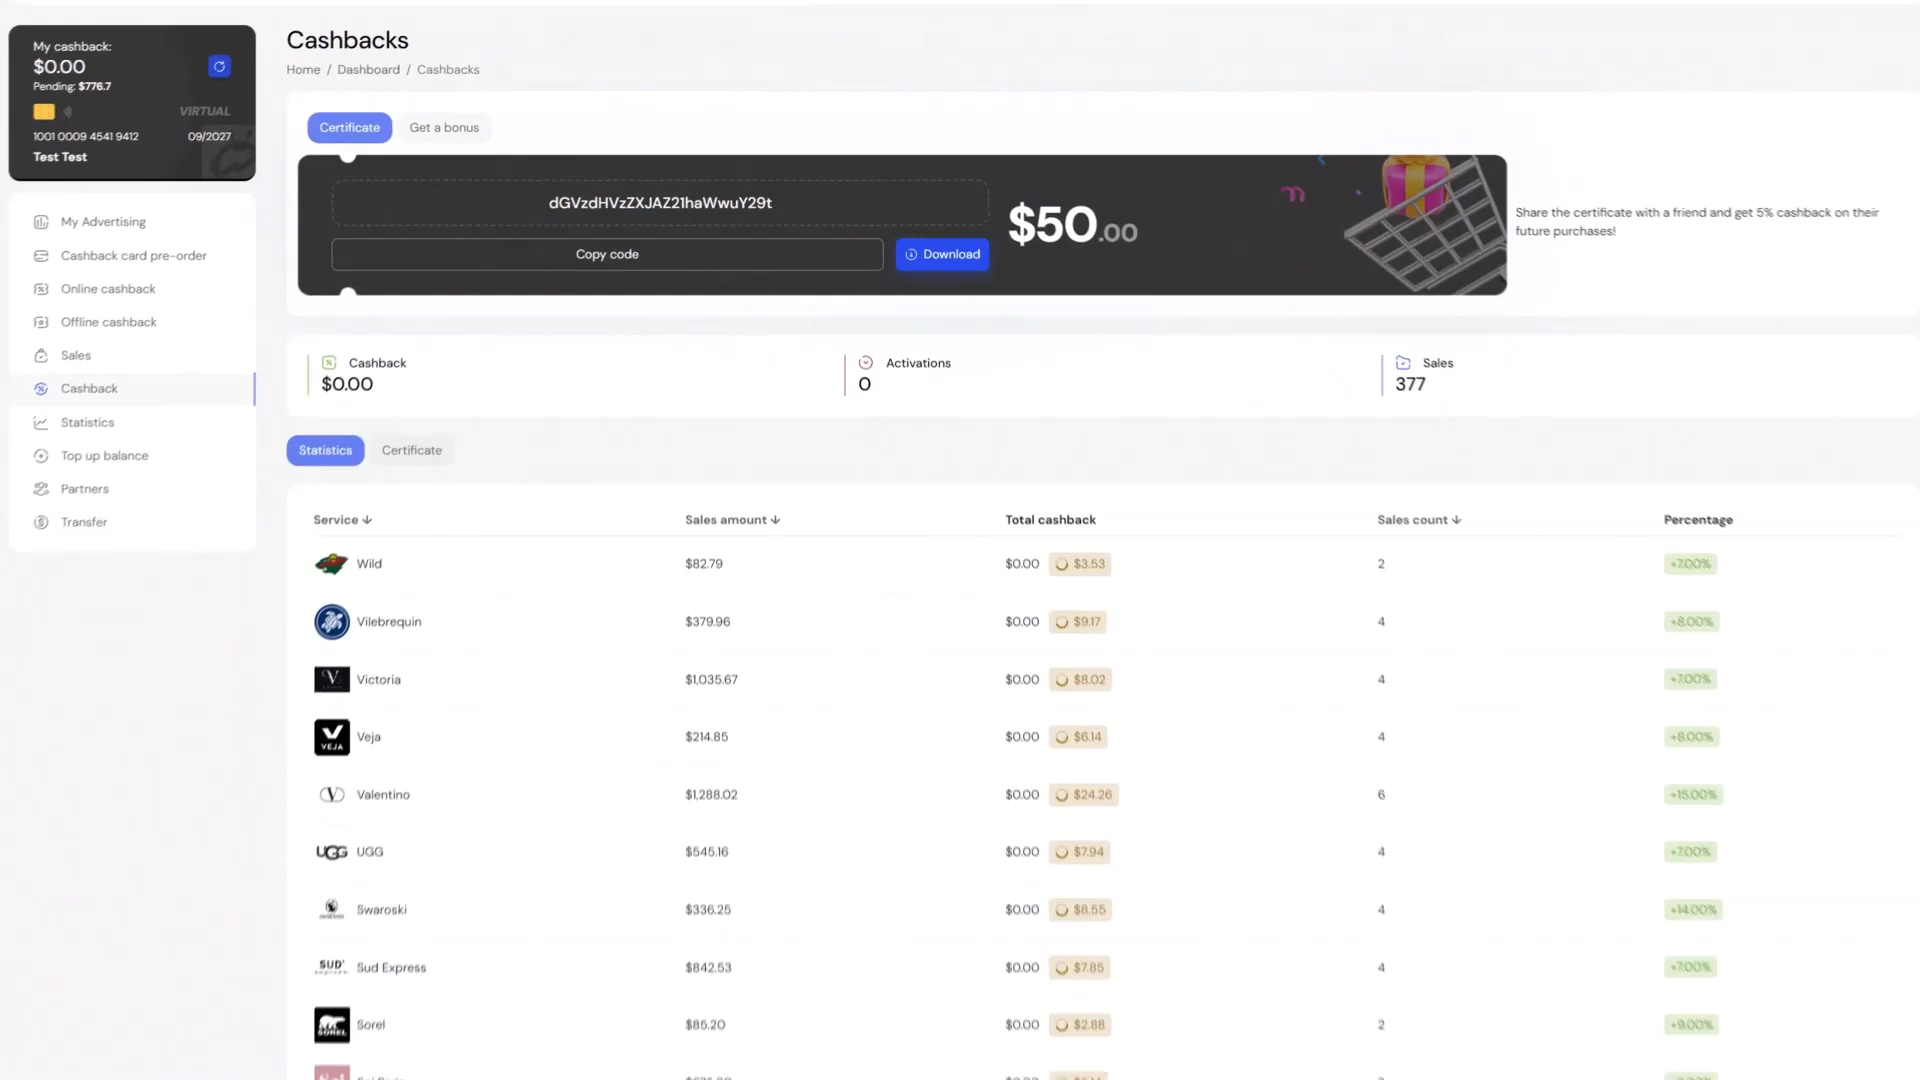 My cashback:
$0.00
Pending: $776.7
VIRTUAL
1001 0009 4541 9412 09/2027
Test Test
My Advertising
Cashback card pre-order
Online cashback
Offline cashback
Sales
Cashback
Statistics
Top up balance
Partners
Transfer
Cashbacks
Home / Dashboard / Cashbacks
Certificate Get a bonus
dGVzdHVzZXJAZ21haWwuY29t
Copy code Download
$50.00
Share the certificate with a friend and get 5% cashback on their
future purchases!
Cashback
$0.00
Activations
0
Sales
377
Statistics Certificate
Service Sales amount Total cashback Sales count Percentage
Wild $82.79 $0.00 $3.53 2 +7.00%
Vilebrequin $379.96 $0.00 $9.17 4 +8.00%
Victoria $1,035.67 $0.00 $8.02 4 +7.00%
VEJA Veja $214.85 $0.00 $6.14 4 +8.00%
Valentino $1,288.02 $0.00 $24.26 6 +15.00%
UGG UGG $545.16 $0.00 $7.94 4 +7.00%
Swaroski $336.25 $0.00 $8.55 4 +14.00%
SUD Sud Express $842.53 $0.00 $7.85 4 +7.00%
SOREL Sorel $85.20 $0.00 $2.88 2 +9.00%